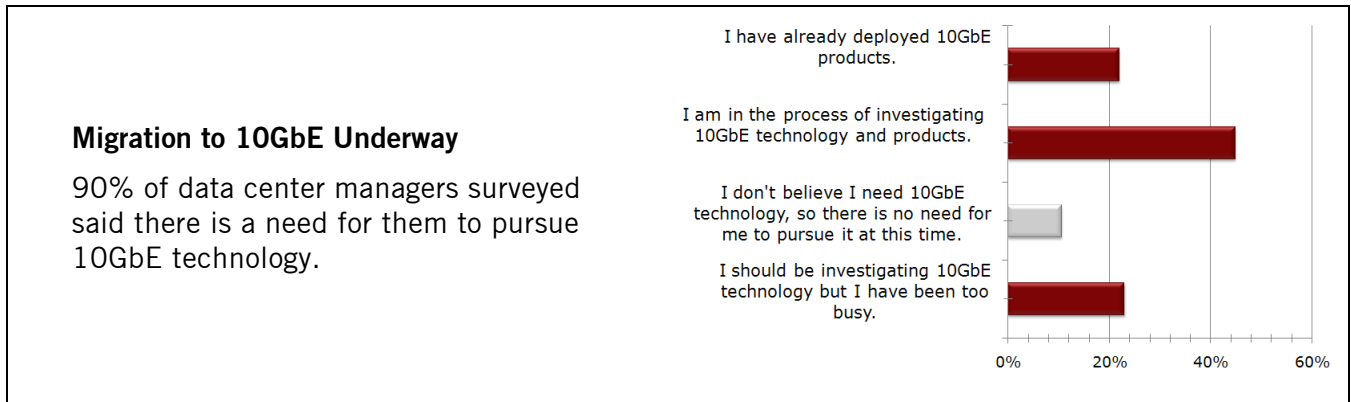 Migration to 10GbE Underway
90% of data center managers surveyed
said there is a need for them to pursue
10GbE technology.
I have already deployed 10GbE
products.
I am in the process of investigating
10GbE technology and products.
I don't believe I need 10GbE
technology, so there is no need for
me to pursue it at this time.
I should be investigating 10GbE
technology but I have been too
busy.
0% 20% 40% 60%